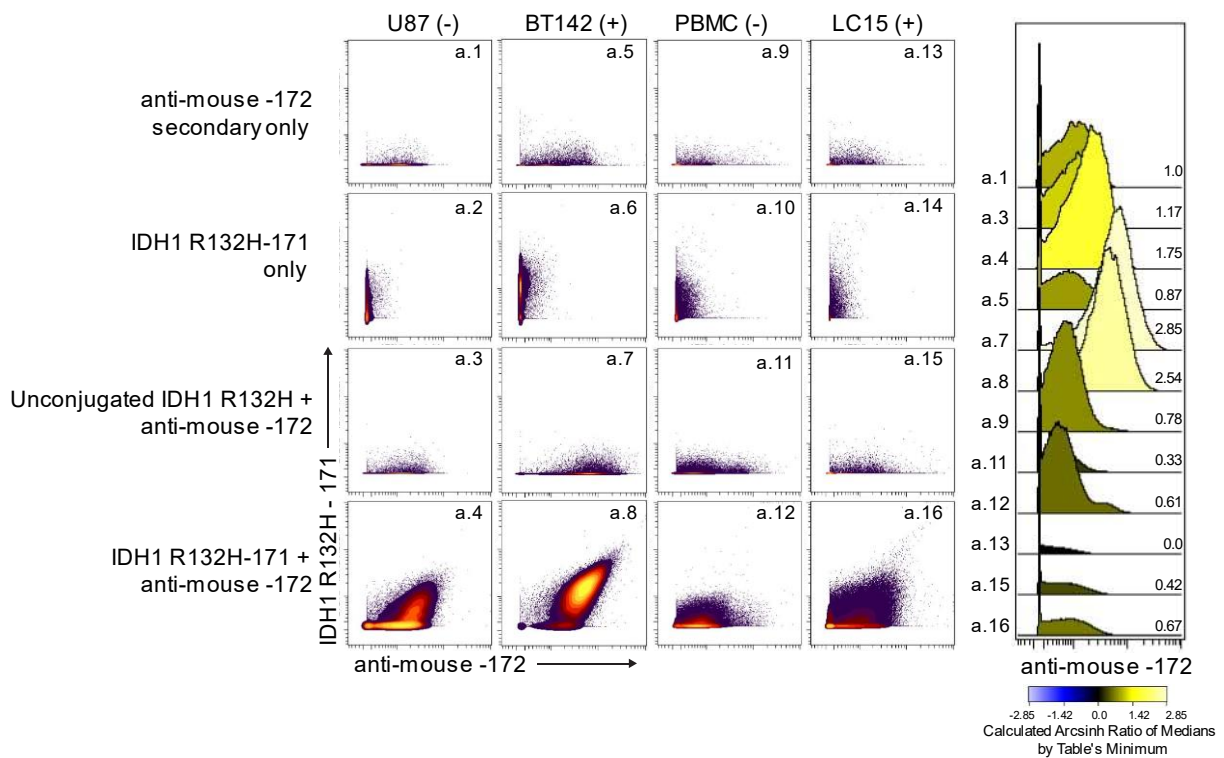 U87 (-) BT142 (+) PBMC (-) LC15 (+)
anti-mouse -172
secondary only
a.1 a.5 a.9 a.13
IDH1 R132H-171
only
a.2 a.6 a.10 a.14
Unconjugated IDH1 R132H +
anti-mouse -172
a.3 a.7 a.11 a.15
IDH1 R132H-171 +
anti-mouse -172
a.4 a.8 a.12 a.16
IDH1 R132H - 171
anti-mouse -172
a.1 1.0
a.3 1.17
a.4 1.75
a.5 0.87
a.7 2.85
a.8 2.54
a.9 0.78
a.11 0.33
a.12 0.61
a.13 0.0
a.15 0.42
a.16 0.67
anti-mouse -172
-2.85 -1.42 0.0 1.42 2.85
Calculated Arcsinh Ratio of Medians
by Table's Minimum